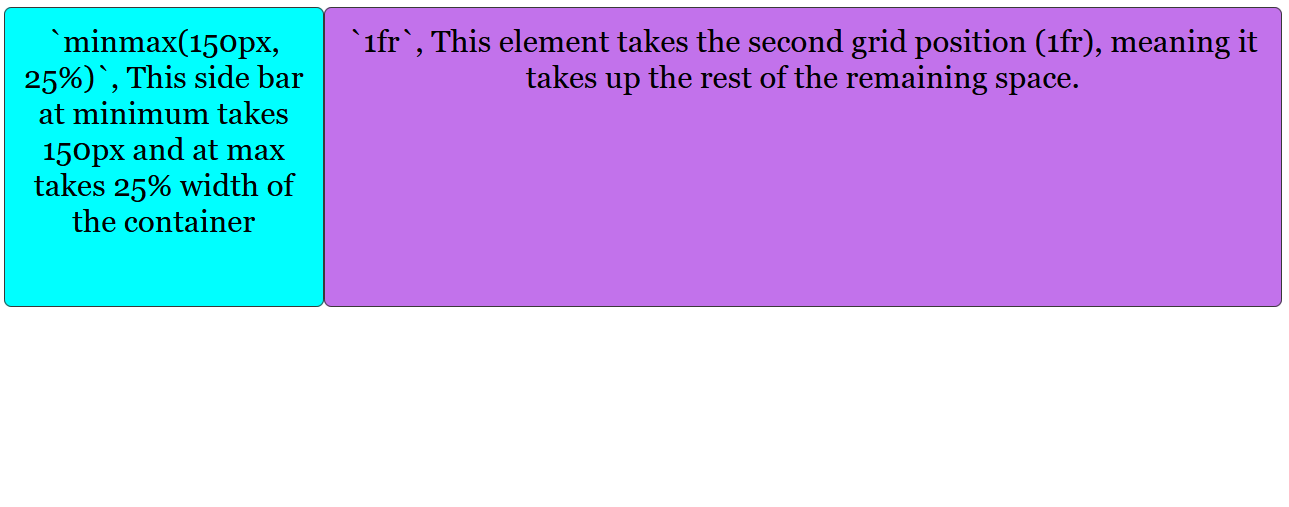 `minmax(150px,
25%)`, This side bar
at minimum takes
150px and at max
takes 25% width of
the container
`1fr`, This element takes the second grid position (1fr), meaning it
takes up the rest of the remaining space.